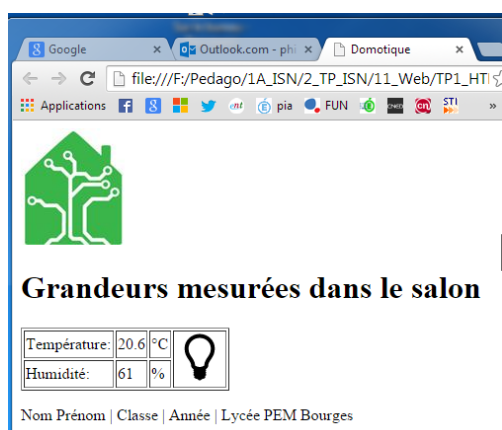 Google × Outlook.com - phi × Domotique ×
file:///F:/Pedago/1A_ISN/2_TP_ISN/11_Web/TP1_HT
Applications pia FUN STI »
Grandeurs mesurées dans le salon
Température: 20.6 °C
Humidité: 61 %
Nom Prénom | Classe | Année | Lycée PEM Bourges